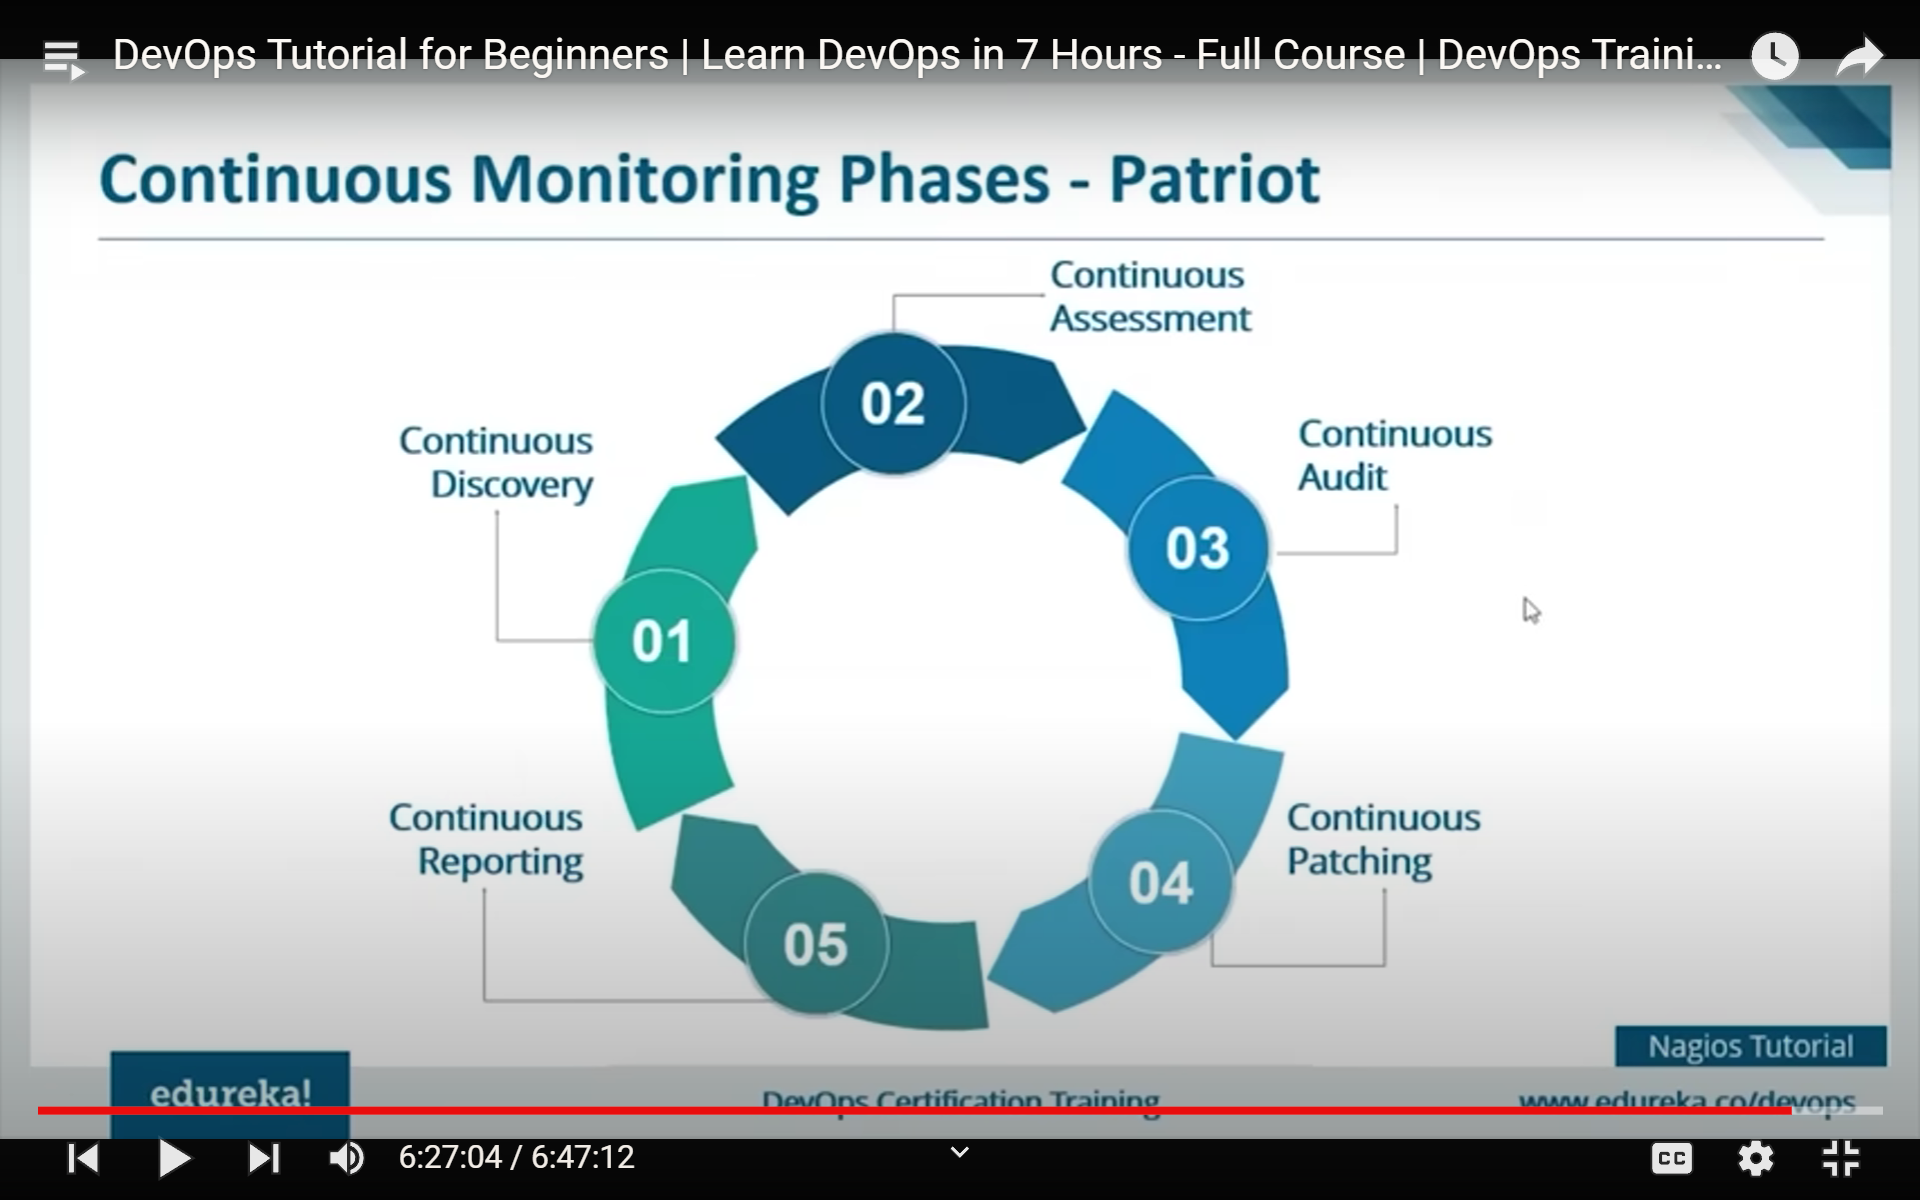 DevOps Tutorial for Beginners | Learn DevOps in 7 Hours - Full Course | DevOps Traini...
Continuous Monitoring Phases - Patriot
Continuous
Discovery
01
Continuous
Assessment
02
Continuous
Audit
03
Continuous
Patching
04
Continuous
Reporting
05
Nagios Tutorial
edureka!
DevOps Certification Training
www.edureka.co/devops
6:27:04 / 6:47:12
CC